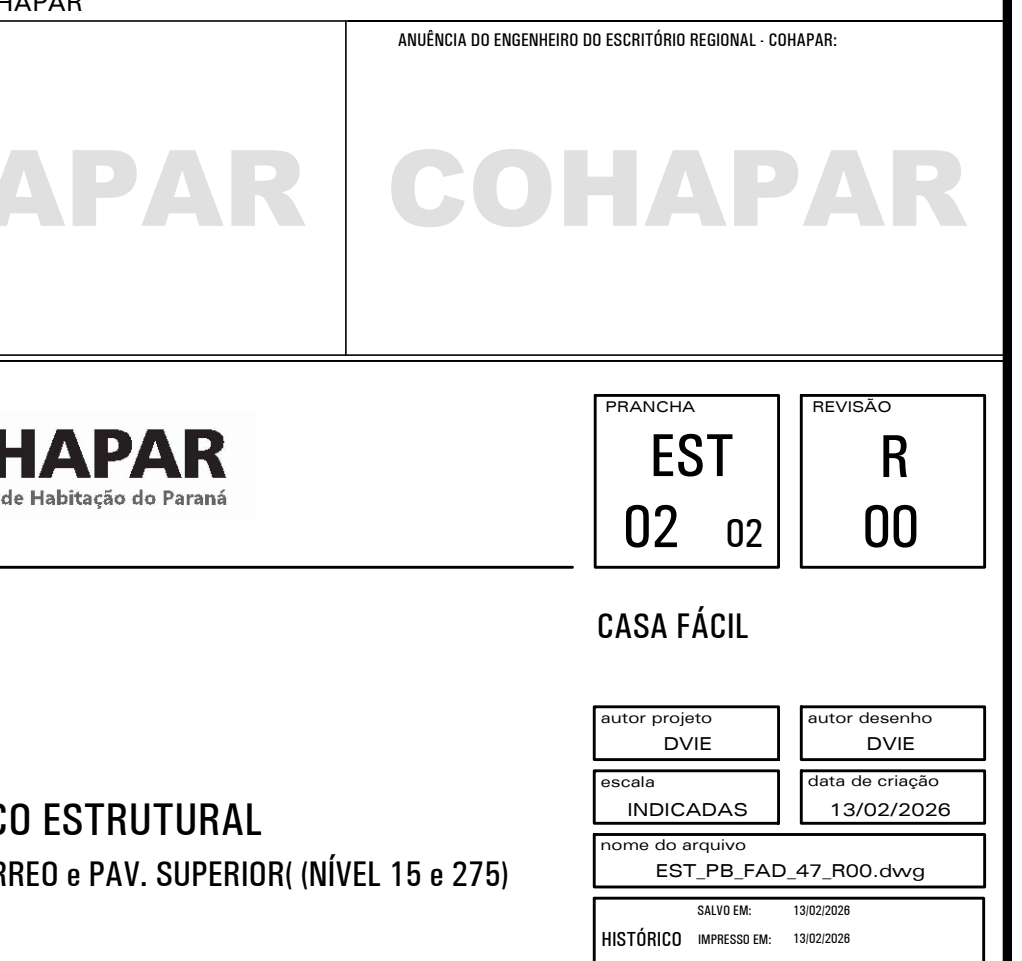 HAPAR
ANUÊNCIA DO ENGENHEIRO DO ESCRITÓRIO REGIONAL - COHAPAR:
APAR
COHAPAR
HAPAR
de Habitação do Paraná
PRANCHA
EST
02 02
REVISÃO
R
00
CASA FÁCIL
autor projeto
DVIE
autor desenho
DVIE
escala
INDICADAS
data de criação
13/02/2026
CO ESTRUTURAL
RREO e PAV. SUPERIOR( (NÍVEL 15 e 275)
nome do arquivo
EST_PB_FAD_47_R00.dwg
HISTÓRICO
SALVO EM: 13/02/2026
IMPRESSO EM: 13/02/2026